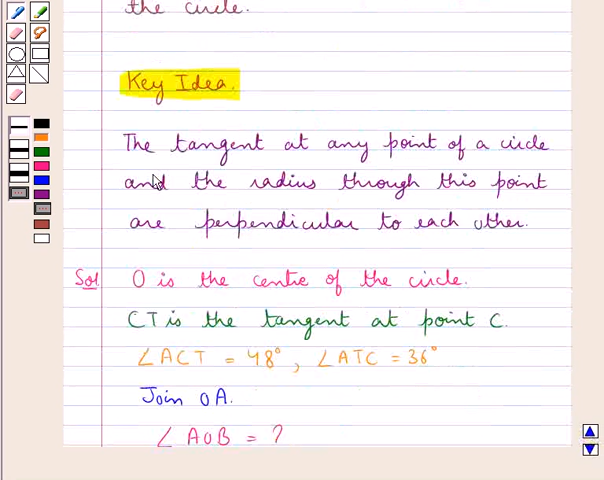 the circle.
Key Idea.
The tangent at any point of a circle
and the radius through this point
are perpendicular to each other.
Sol O is the centre of the circle.
CT is the tangent at point C.
∠ACT = 48°, ∠ATC = 36°
Join OA.
∠AOB = ?